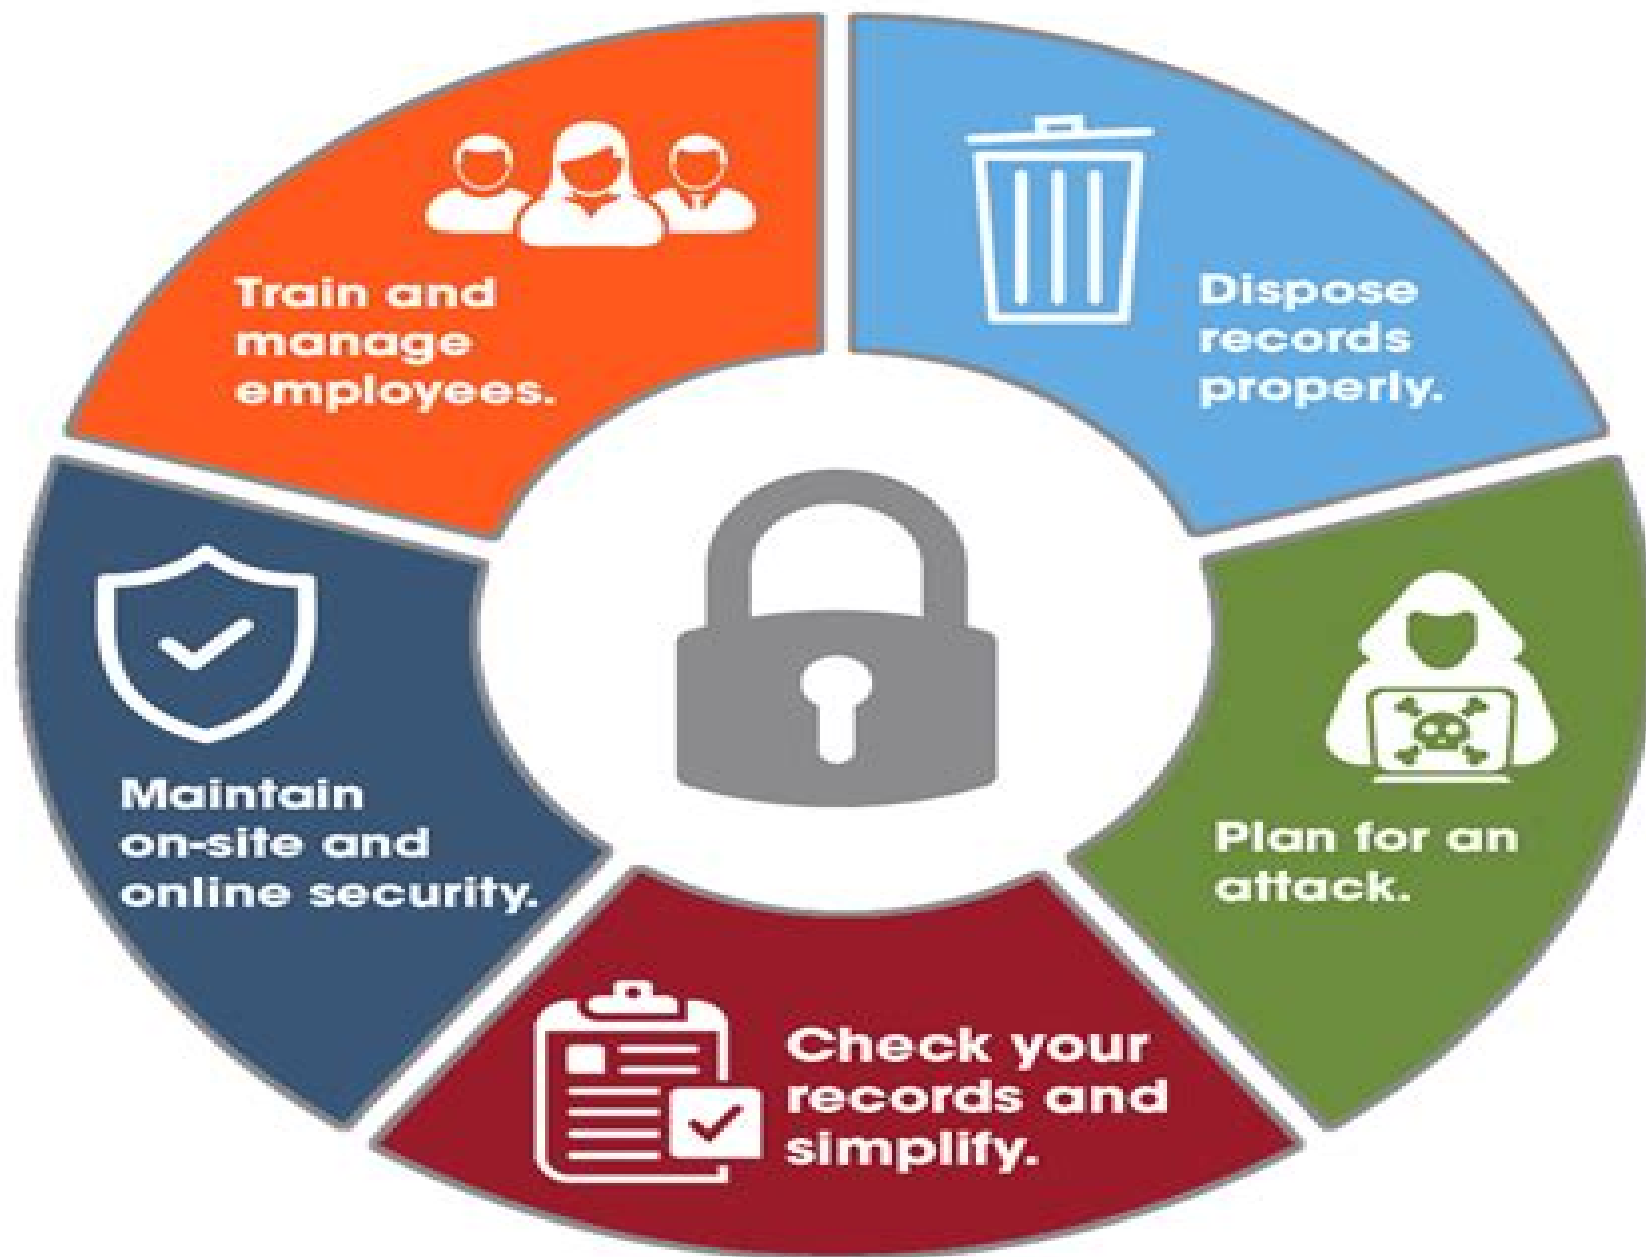 Train and
manage
employees.
Dispose
records
properly.
Maintain
on-site and
online security.
Plan for an
attack.
Check your
records and
simplify.